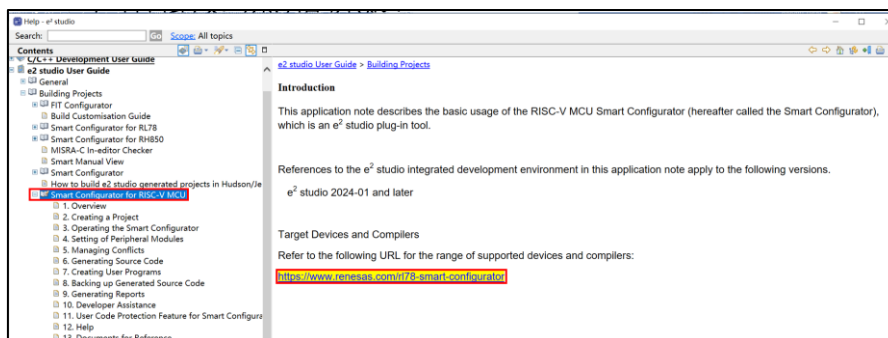 Help - e² studio
Search:
Go
Scope: All topics
Contents
C/C++ Development User Guide
e2 studio User Guide
General
Building Projects
FIT Configurator
Build Customisation Guide
Smart Configurator for RL78
Smart Configurator for RH850
MISRA-C In-editor Checker
Smart Manual View
Smart Configurator
How to build e2 studio generated projects in Hudson/Je
Smart Configurator for RISC-V MCU
1. Overview
2. Creating a Project
3. Operating the Smart Configurator
4. Setting of Peripheral Modules
5. Managing Conflicts
6. Generating Source Code
7. Creating User Programs
8. Backing up Generated Source Code
9. Generating Reports
10. Developer Assistance
11. User Code Protection Feature for Smart Configura
12. Help
13. Documents for Reference
e2 studio User Guide > Building Projects
Introduction
This application note describes the basic usage of the RISC-V MCU Smart Configurator (hereafter called the Smart Configurator),
which is an e² studio plug-in tool.
References to the e² studio integrated development environment in this application note apply to the following versions.
e² studio 2024-01 and later
Target Devices and Compilers
Refer to the following URL for the range of supported devices and compilers:
https://www.renesas.com/rl78-smart-configurator